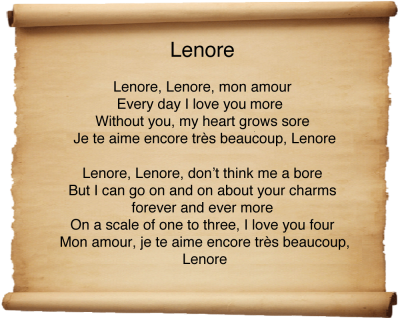 Lenore
Lenore, Lenore, mon amour
Every day I love you more
Without you, my heart grows sore
Je te aime encore très beaucoup, Lenore
Lenore, Lenore, don’t think me a bore
But I can go on and on about your charms
forever and ever more
On a scale of one to three, I love you four
Mon amour, je te aime encore très beaucoup,
Lenore